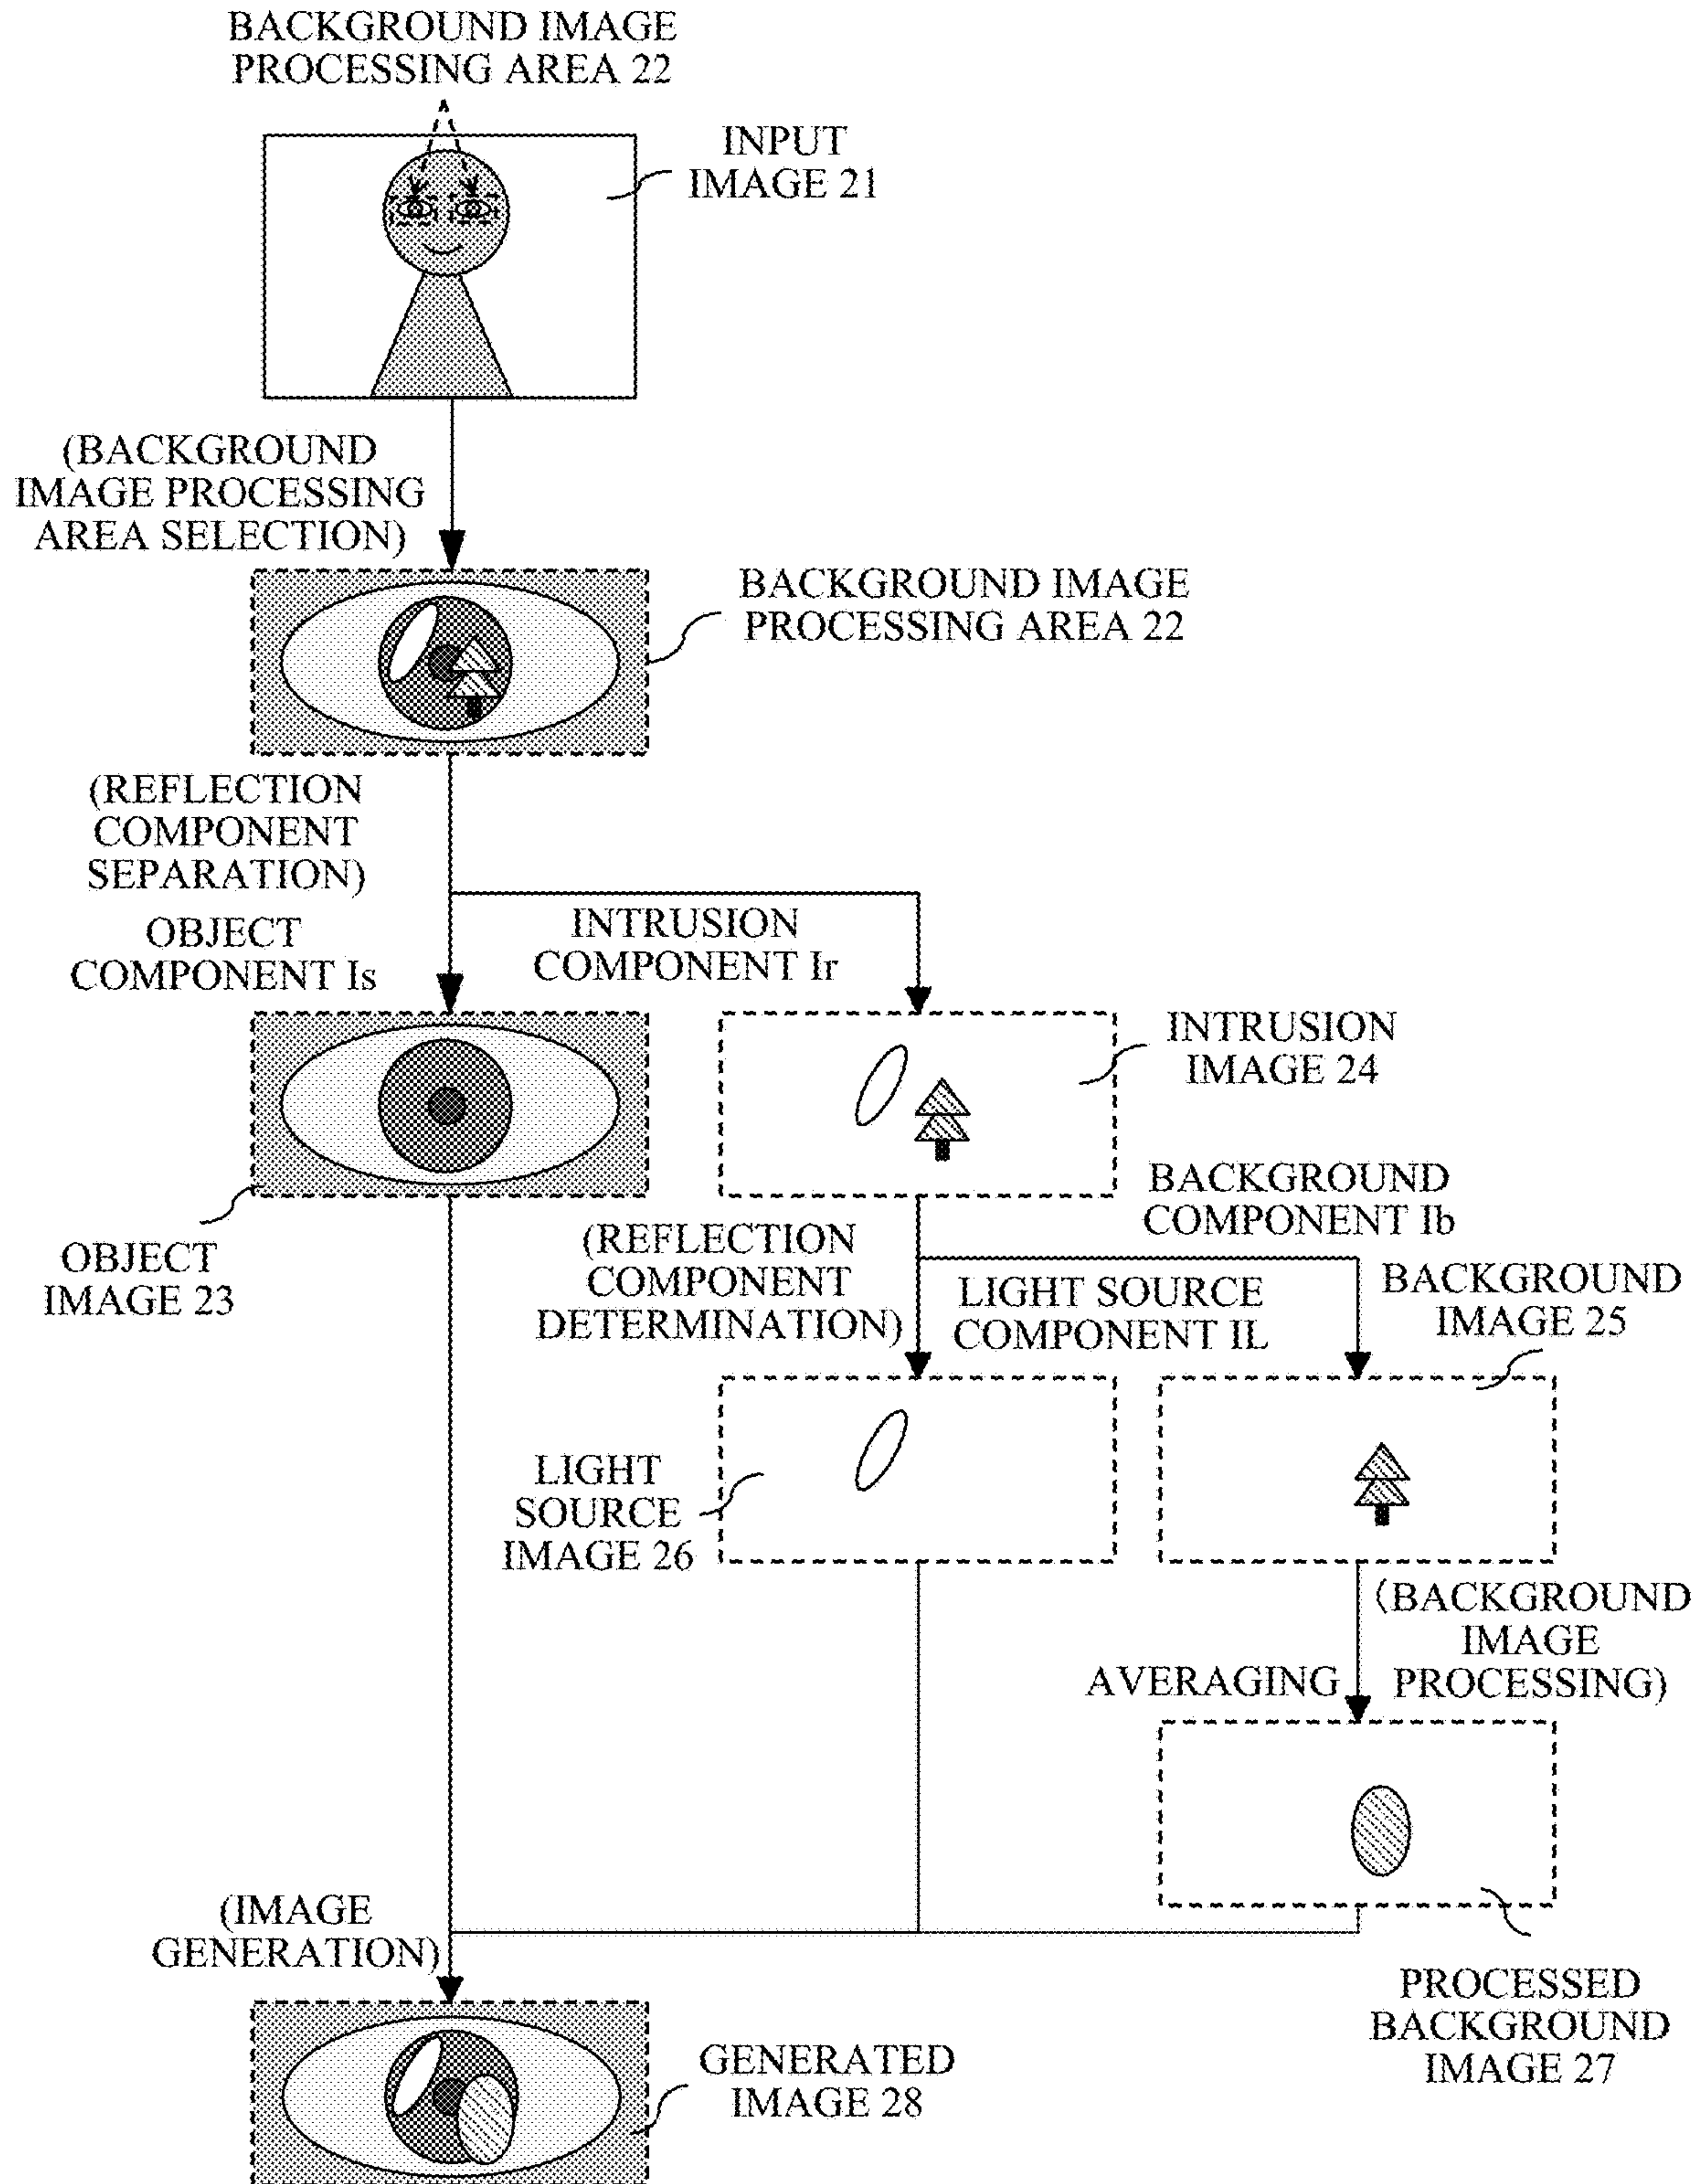 BACKGROUND IMAGE
PROCESSING AREA 22
INPUT
IMAGE 21
(BACKGROUND
IMAGE PROCESSING
AREA SELECTION)
BACKGROUND IMAGE
PROCESSING AREA 22
(REFLECTION
COMPONENT
SEPARATION)
OBJECT
COMPONENT Is
INTRUSION
COMPONENT Ir
INTRUSION
IMAGE 24
OBJECT
IMAGE 23
(REFLECTION
COMPONENT
DETERMINATION)
BACKGROUND
COMPONENT Ib
LIGHT SOURCE
COMPONENT IL
BACKGROUND
IMAGE 25
LIGHT
SOURCE
IMAGE 26
(BACKGROUND
IMAGE
PROCESSING)
AVERAGING
(IMAGE
GENERATION)
PROCESSED
BACKGROUND
IMAGE 27
GENERATED
IMAGE 28